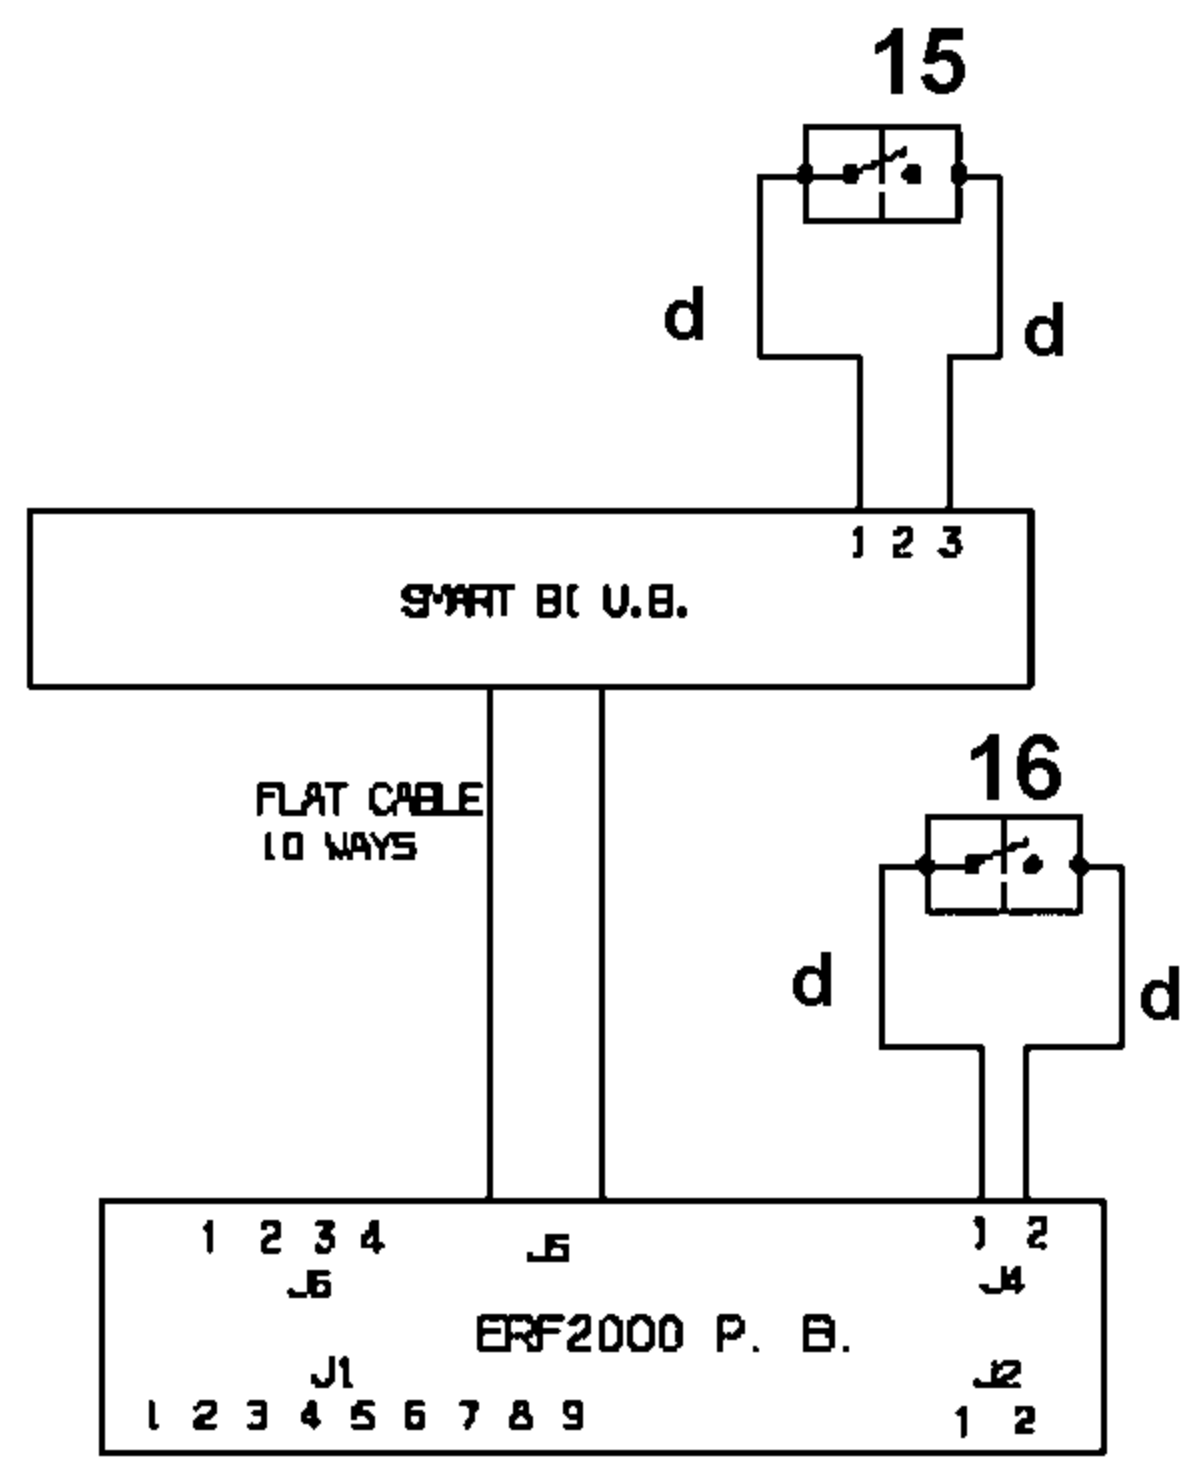 15
d d
1 2 3
SMART BI V.B.
16
FLAT CABLE
10 WAYS
d d
1 2 3 4 J5 1 2
J6 J4
ERF2000 P. B.
J1 J2
1 2 3 4 5 6 7 8 9 1 2